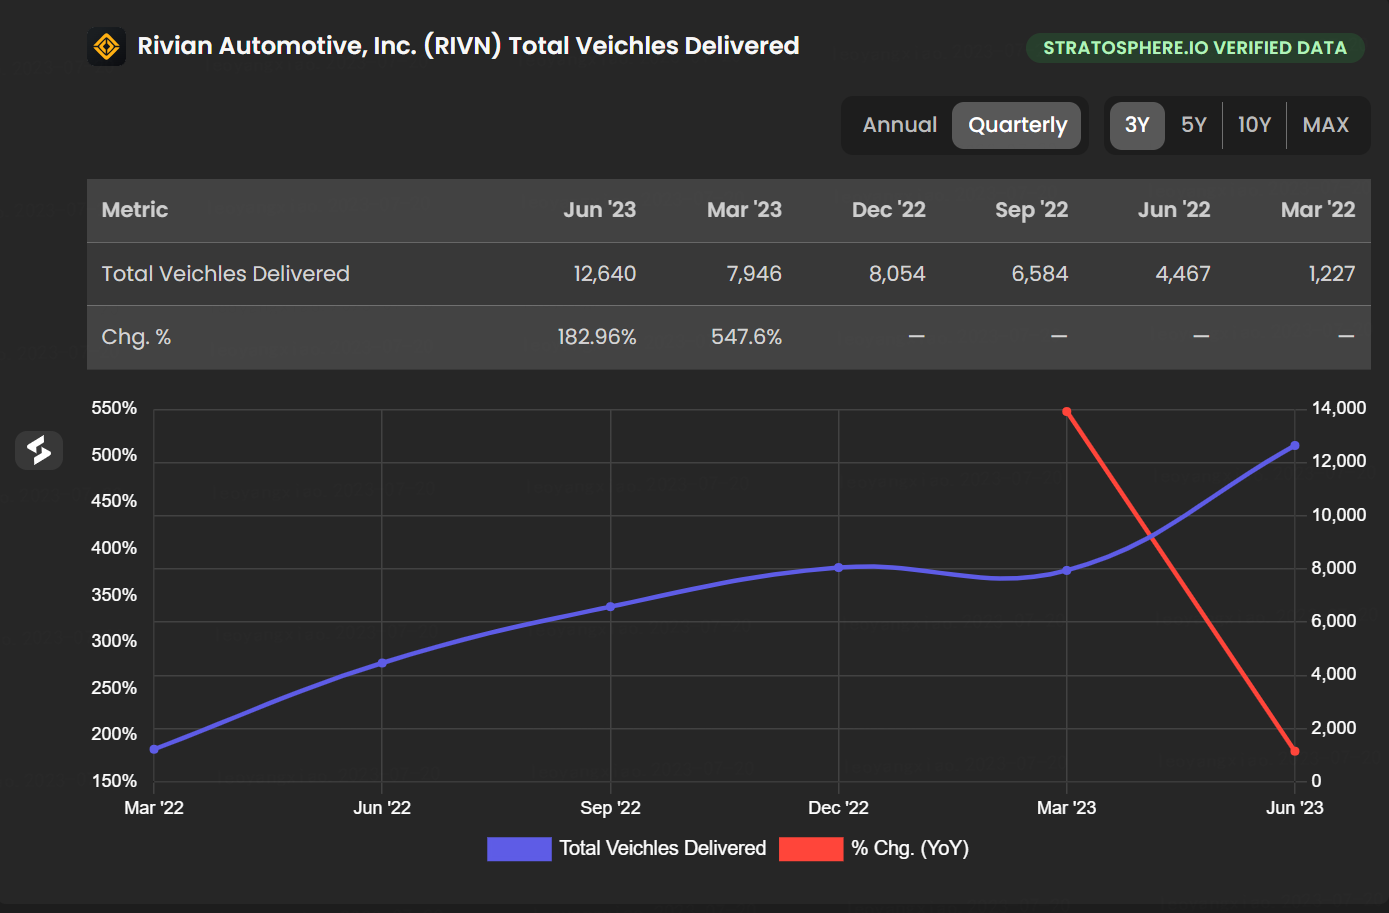 Rivian Automotive, Inc. (RIVN) Total Veichles Delivered
STRATOSPHERE.IO VERIFIED DATA
Annual Quarterly 3Y 5Y 10Y MAX
Metric Jun '23 Mar '23 Dec '22 Sep '22 Jun '22 Mar '22
Total Veichles Delivered 12,640 7,946 8,054 6,584 4,467 1,227
Chg. % 182.96% 547.6% — — — —
550% 14,000
500% 12,000
450% 10,000
400% 8,000
350% 6,000
300% 4,000
250% 2,000
200% 0
150%
Mar '22 Jun '22 Sep '22 Dec '22 Mar '23 Jun '23
Total Veichles Delivered % Chg. (YoY)